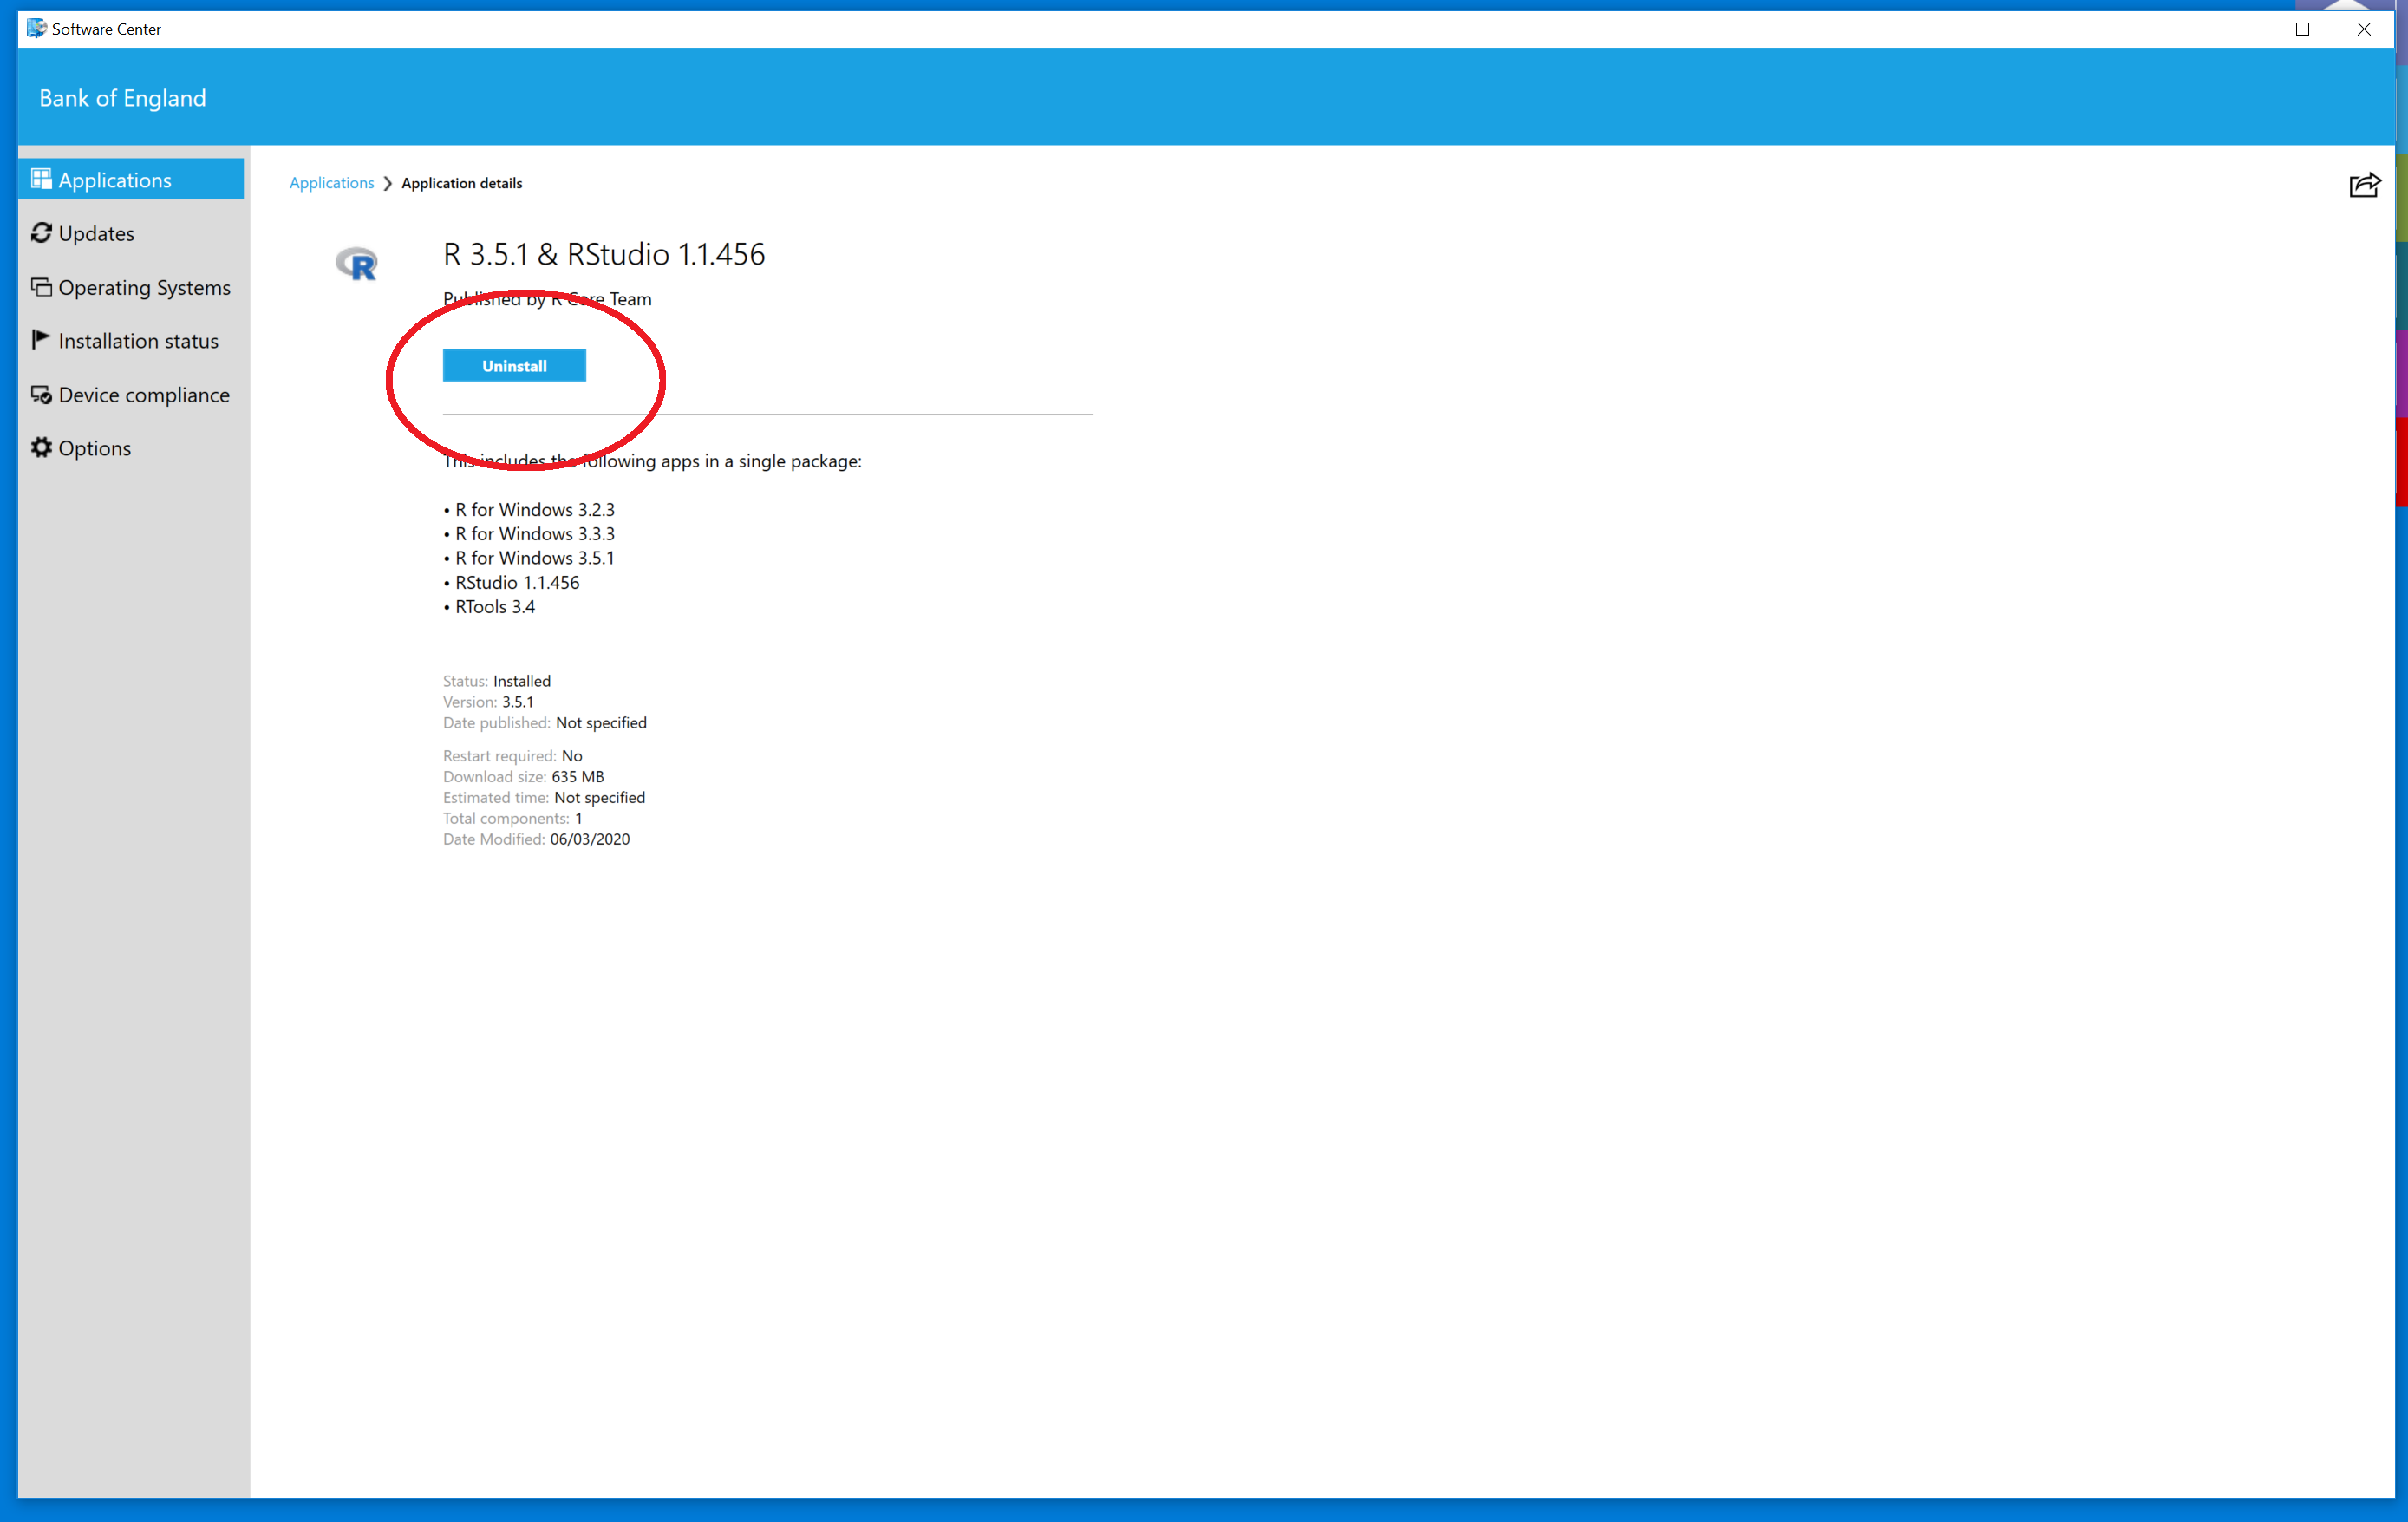 Software Center
Bank of England
Applications
Updates
Operating Systems
Installation status
Device compliance
Options
Applications ❯ Application details
R
R 3.5.1 & RStudio 1.1.456
Published by R Core Team
Uninstall
This includes the following apps in a single package:
• R for Windows 3.2.3
• R for Windows 3.3.3
• R for Windows 3.5.1
• RStudio 1.1.456
• RTools 3.4
Status: Installed
Version: 3.5.1
Date published: Not specified
Restart required: No
Download size: 635 MB
Estimated time: Not specified
Total components: 1
Date Modified: 06/03/2020